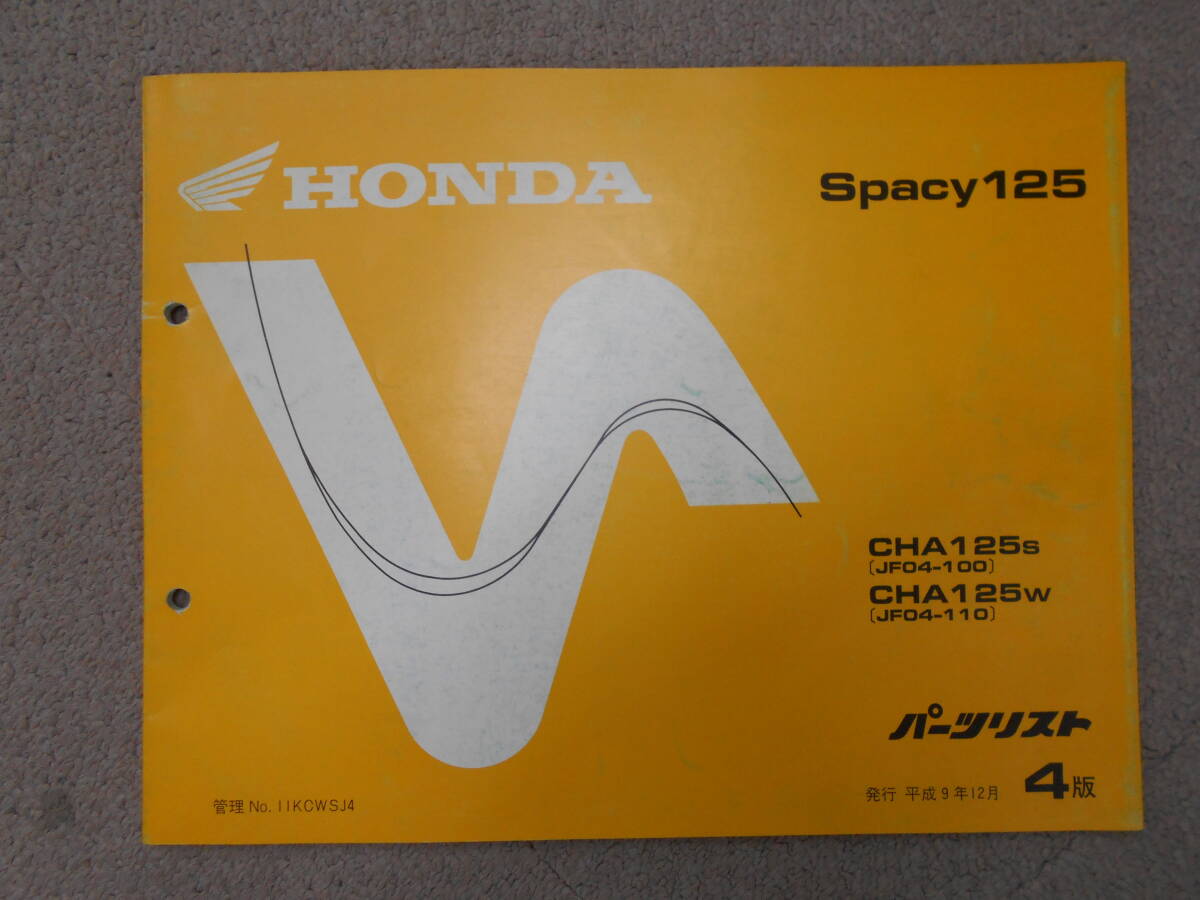 HONDA
Spacy125
CHA125S
〔JF04-100〕
CHA125W
〔JF04-110〕
パーツリスト
管理 No. 11KCWSJ4
発行 平成9年12月 4版